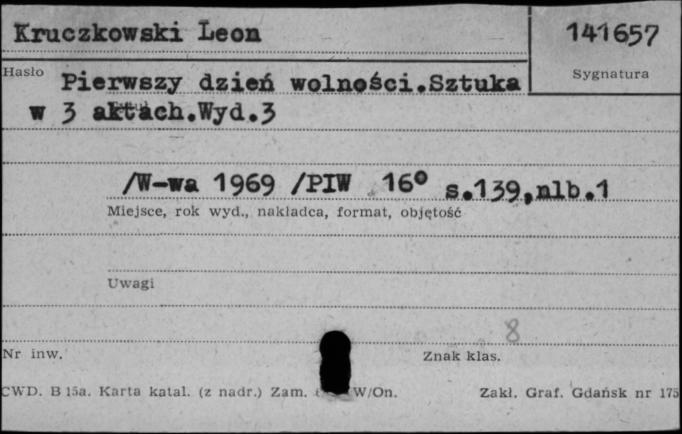 Kruczkowski Leon
141657
Hasło
Sygnatura
Pierwszy dzień wolności.Sztuka
w 3 aktach.Wyd.3
/W-wa 1969 /PIW 16° s.139,nlb.1
Miejsce, rok wyd., nakładca, format, objętość
Uwagi
8
Nr inw.
Znak klas.
CWD. B 15a. Karta katal. (z nadr.) Zam. W/On.
Zakł. Graf. Gdańsk nr 175